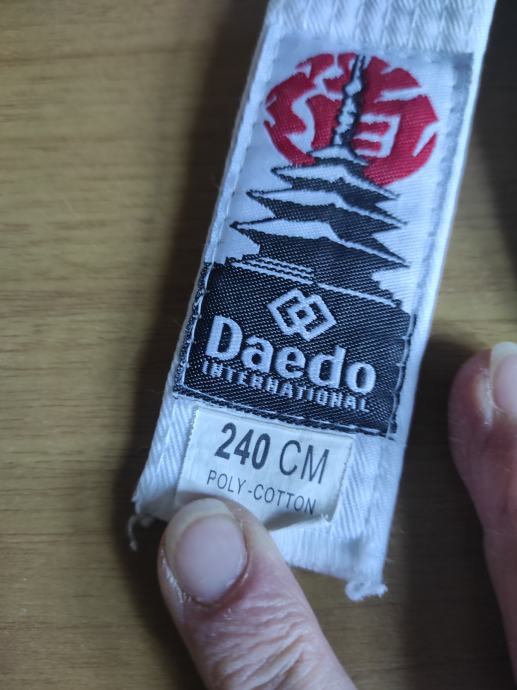 Daedo
INTERNATIONAL
240 CM
POLY-COTTON